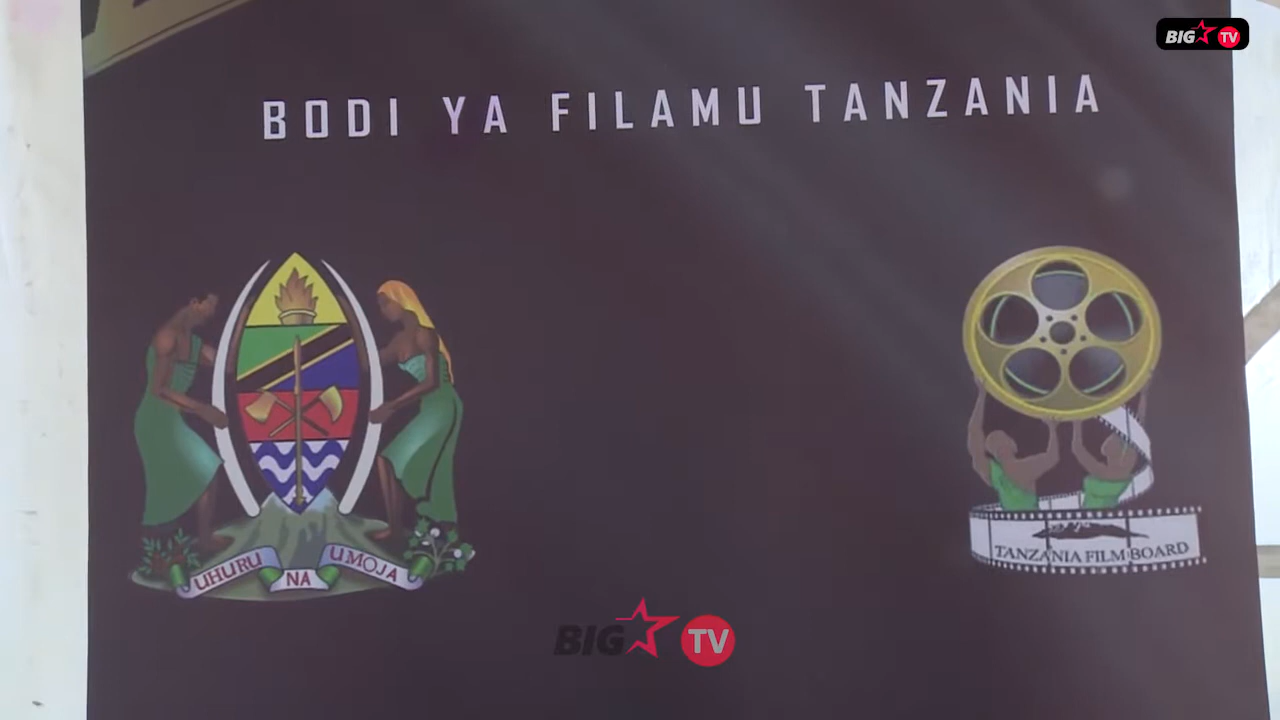 BIG TV
BODI YA FILAMU TANZANIA
UHURU NA UMOJA
TANZANIA FILM BOARD
BIG TV